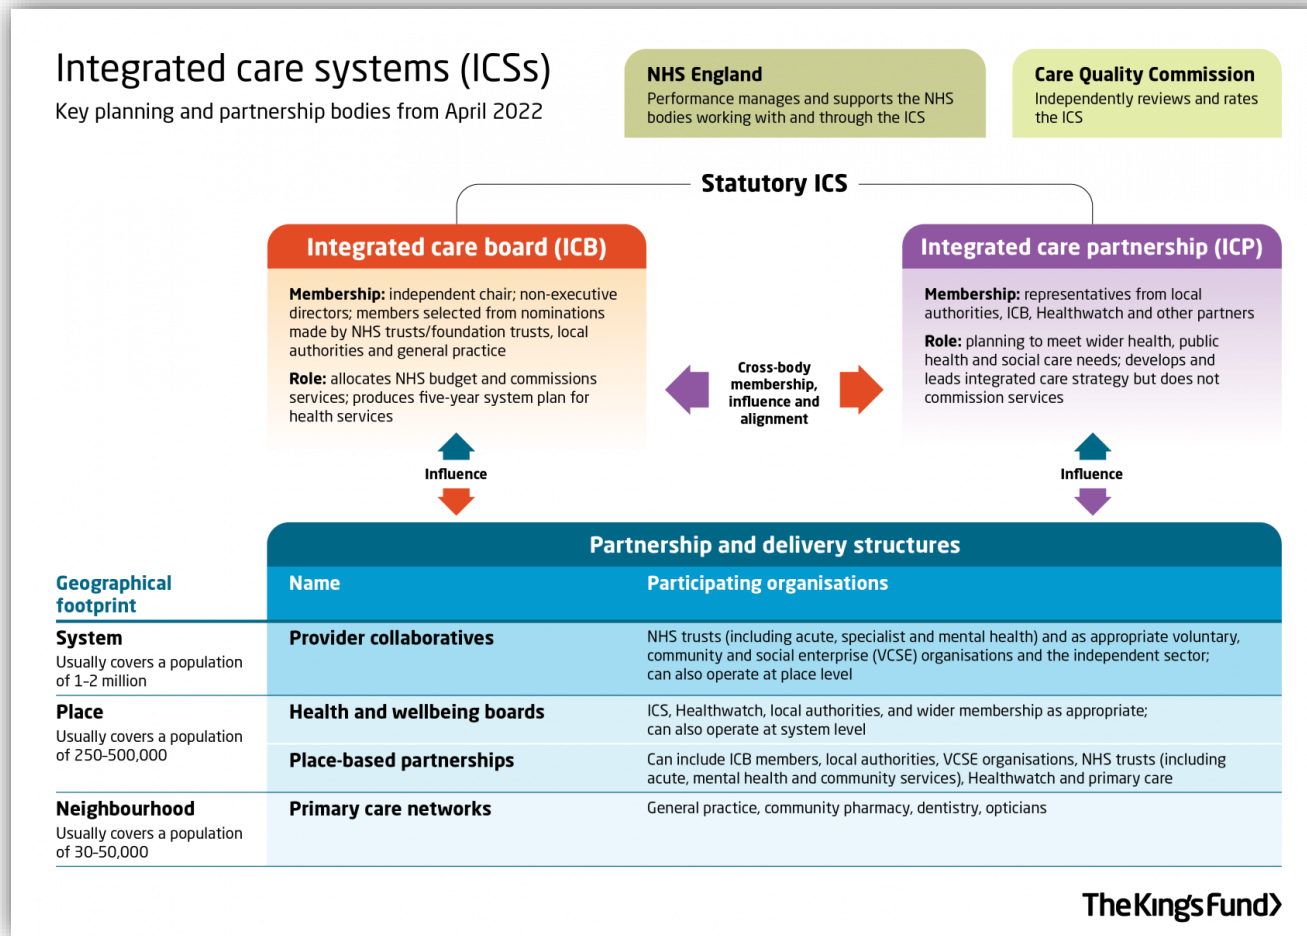 Integrated care systems (ICSs)
Key planning and partnership bodies from April 2022
NHS England
Performance manages and supports the NHS
bodies working with and through the ICS
Care Quality Commission
Independently reviews and rates
the ICS
Statutory ICS
Integrated care board (ICB)
Membership: independent chair; non-executive
directors; members selected from nominations
made by NHS trusts/foundation trusts, local
authorities and general practice
Role: allocates NHS budget and commissions
services; produces five-year system plan for
health services
Cross-body
membership,
influence and
alignment
Integrated care partnership (ICP)
Membership: representatives from local
authorities, ICB, Healthwatch and other partners
Role: planning to meet wider health, public
health and social care needs; develops and
leads integrated care strategy but does not
commission services
Influence
Influence
Partnership and delivery structures
Geographical
footprint
Name
Participating organisations
System
Usually covers a population
of 1–2 million
Provider collaboratives
NHS trusts (including acute, specialist and mental health) and as appropriate voluntary,
community and social enterprise (VCSE) organisations and the independent sector;
can also operate at place level
Place
Usually covers a population
of 250–500,000
Health and wellbeing boards
ICS, Healthwatch, local authorities, and wider membership as appropriate;
can also operate at system level
Place-based partnerships
Can include ICB members, local authorities, VCSE organisations, NHS trusts (including
acute, mental health and community services), Healthwatch and primary care
Neighbourhood
Usually covers a population
of 30–50,000
Primary care networks
General practice, community pharmacy, dentistry, opticians
The King's Fund